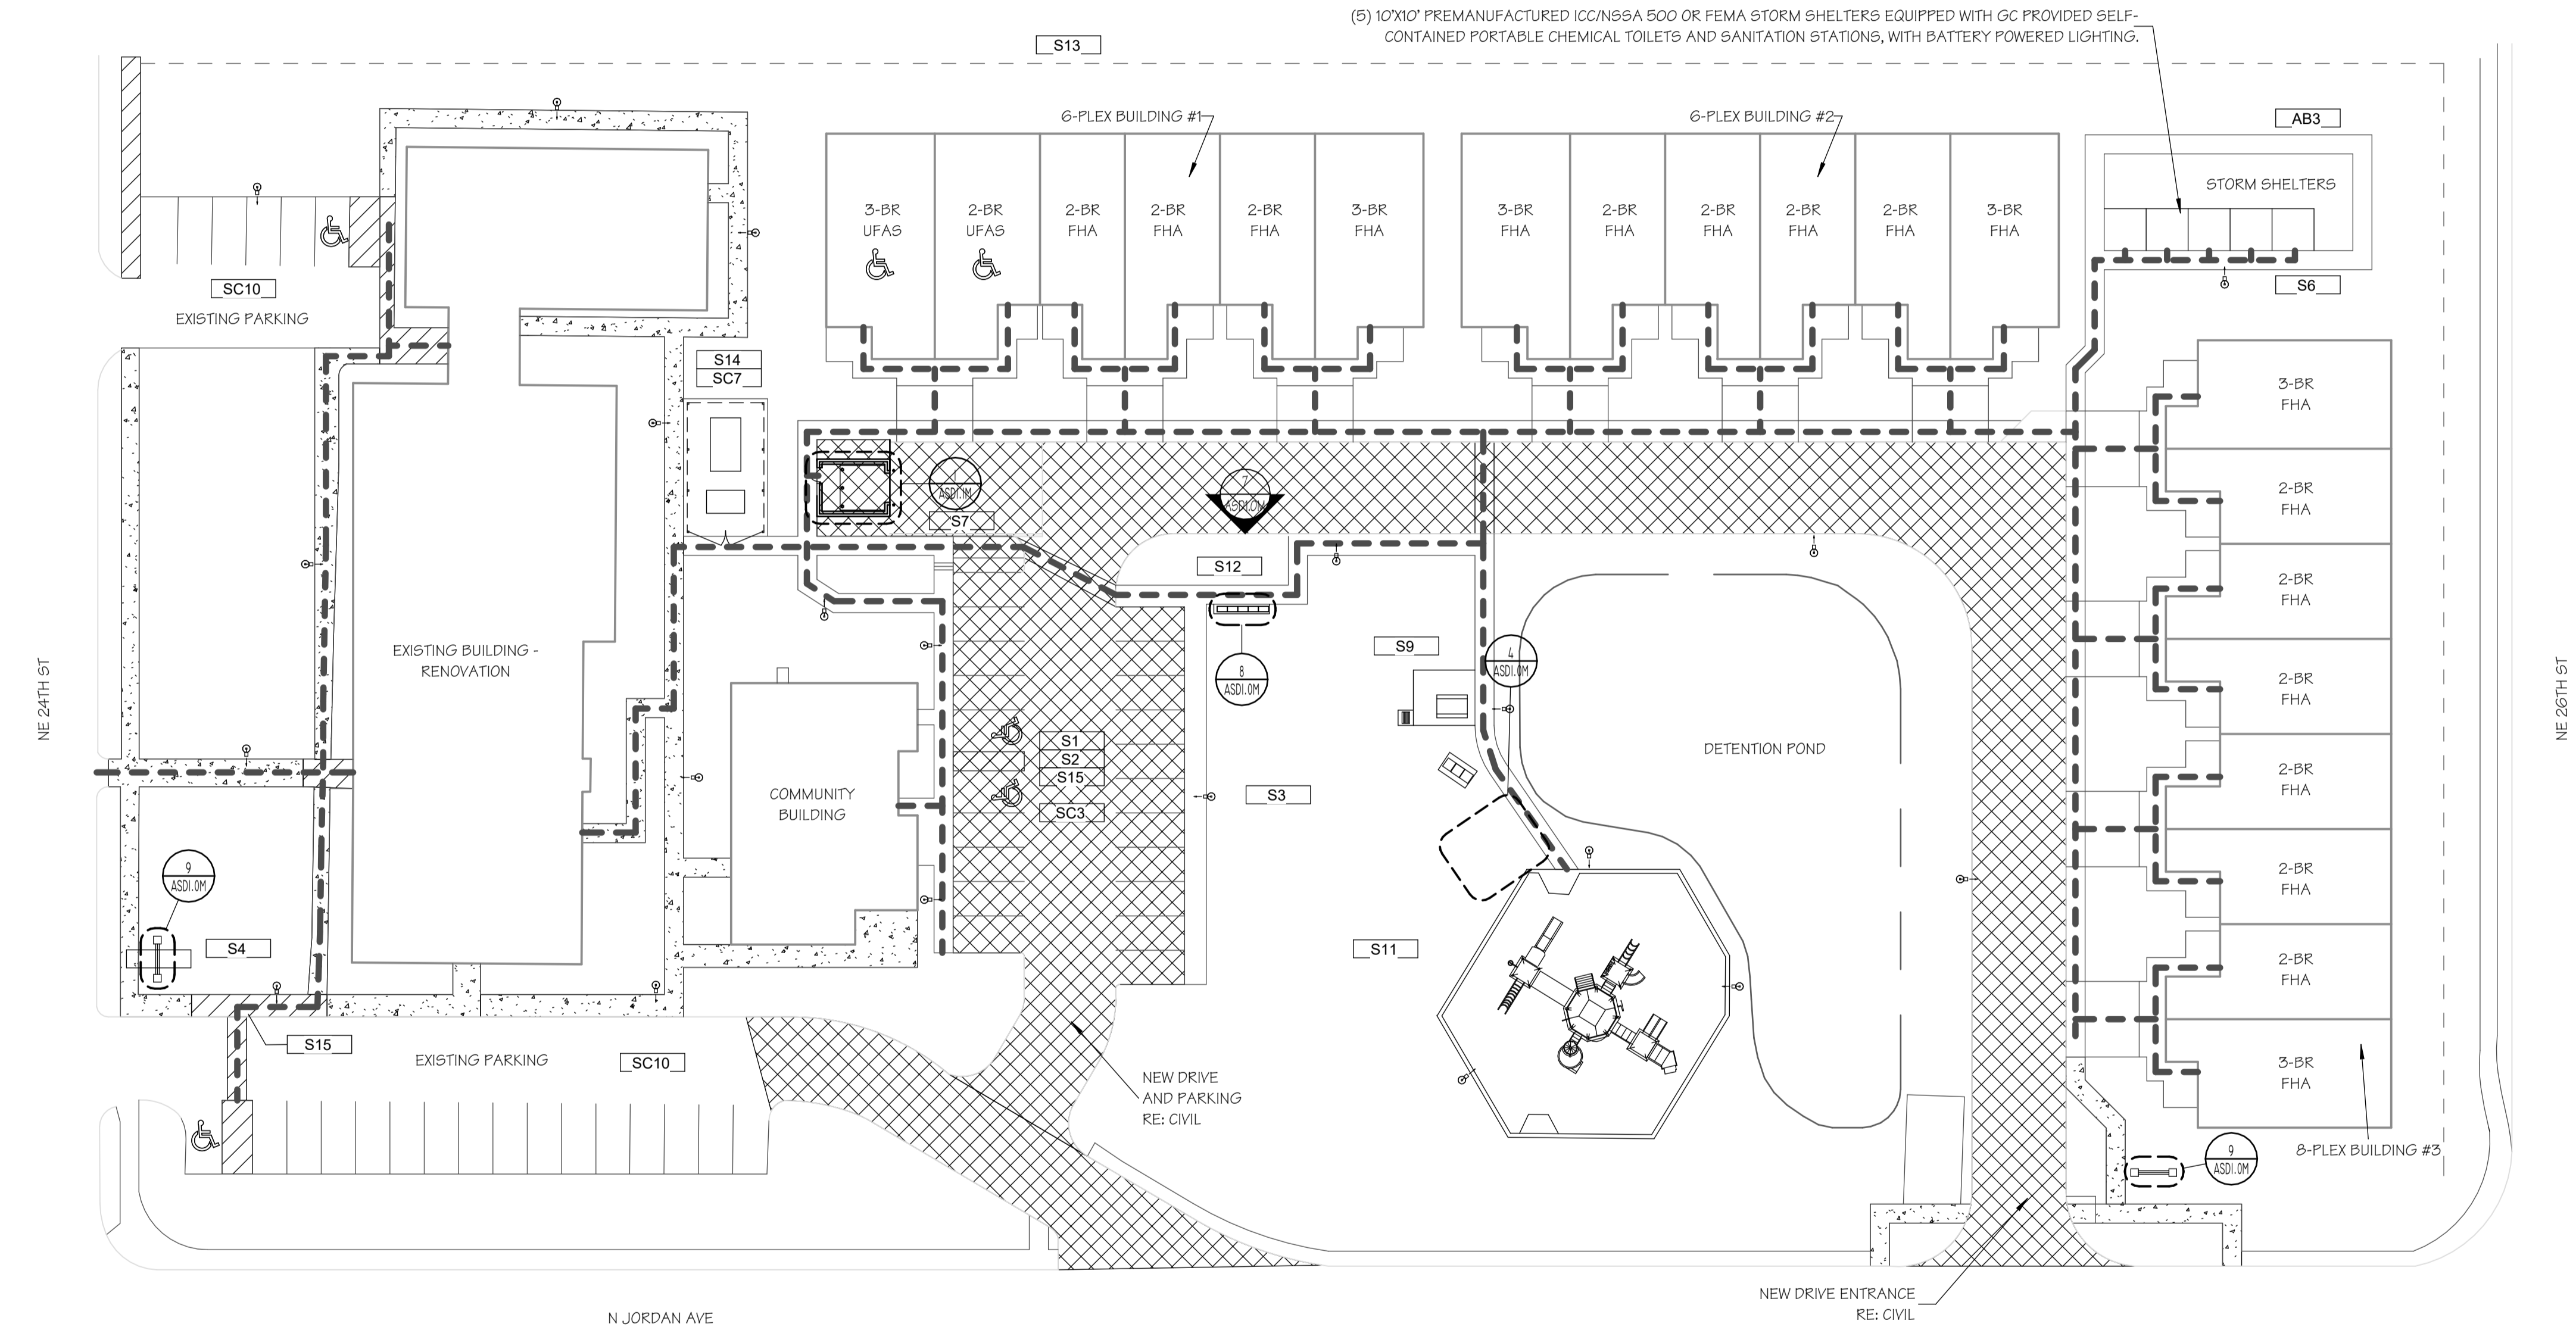 (5) 10'X10' PREMANUFACTURED ICC/NSSA 500 OR FEMA STORM SHELTERS EQUIPPED WITH GC PROVIDED SELF-
CONTAINED PORTABLE CHEMICAL TOILETS AND SANITATION STATIONS, WITH BATTERY POWERED LIGHTING.
S13
6-PLEX BUILDING #1
6-PLEX BUILDING #2
AB3
STORM SHELTERS
3-BR
UFAS
2-BR
UFAS
2-BR
FHA
2-BR
FHA
2-BR
FHA
3-BR
FHA
3-BR
FHA
2-BR
FHA
2-BR
FHA
2-BR
FHA
2-BR
FHA
3-BR
FHA
SC10
EXISTING PARKING
S6
S14
SC7
3-BR
FHA
2-BR
FHA
2-BR
FHA
2-BR
FHA
2-BR
FHA
2-BR
FHA
2-BR
FHA
3-BR
FHA
1
ASD1.1M
S7
7
ASD1.0M
S12
8
ASD1.0M
S9
4
ASD1.0M
EXISTING BUILDING -
RENOVATION
NE 24TH ST
NE 26TH ST
DETENTION POND
S1
S2
S15
SC3
COMMUNITY
BUILDING
S3
9
ASD1.0M
S4
S11
S15
EXISTING PARKING
SC10
NEW DRIVE
AND PARKING
RE: CIVIL
8-PLEX BUILDING #3
9
ASD1.0M
NEW DRIVE ENTRANCE
RE: CIVIL
N JORDAN AVE